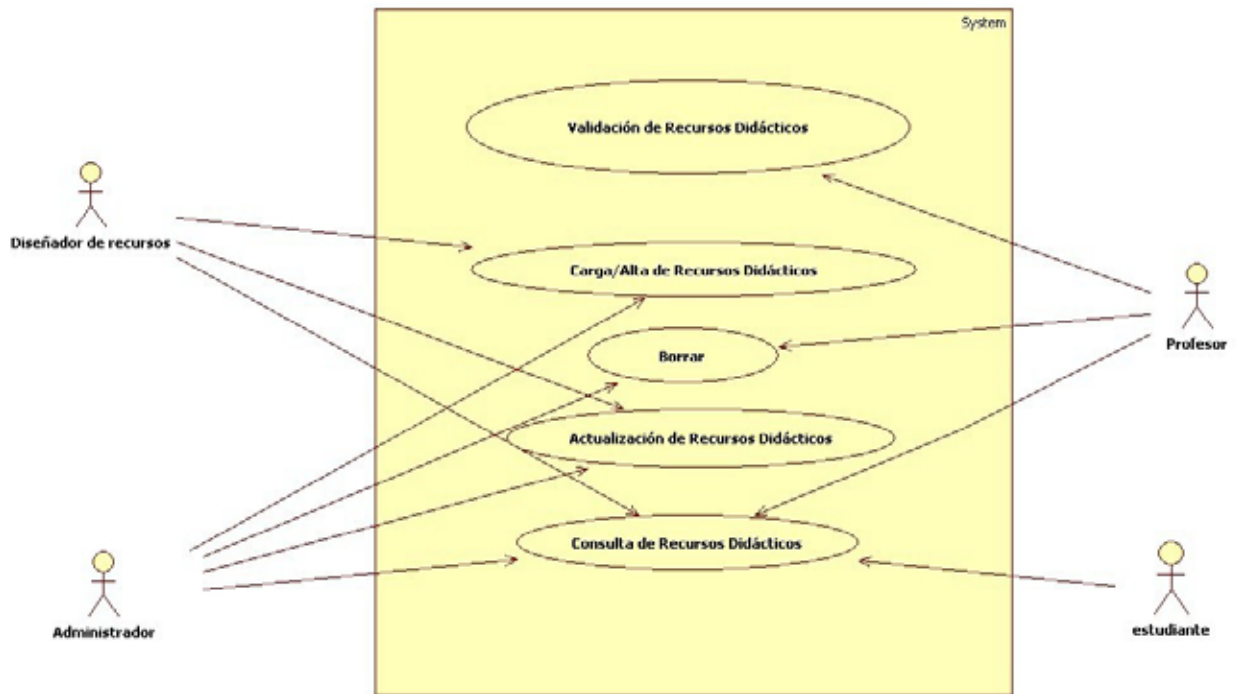 System
Validación de Recursos Didácticos
Diseñador de recursos
Carga/Alta de Recursos Didácticos
Profesor
Borrar
Actualización de Recursos Didácticos
Consulta de Recursos Didácticos
Administrador
estudiante